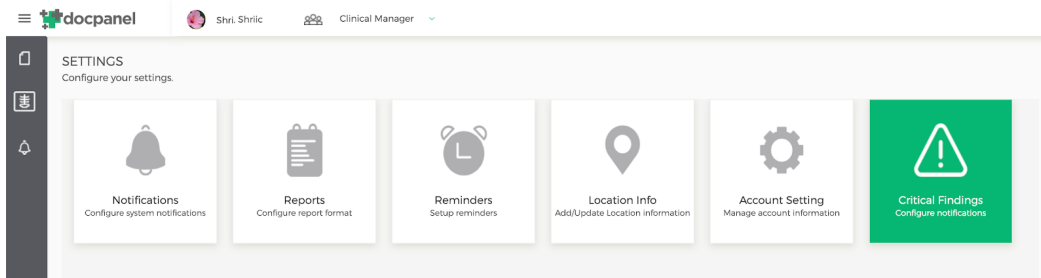 docpanel
Shri. Shriic
Clinical Manager
SETTINGS
Configure your settings.
Notifications
Configure system notifications
Reports
Configure report format
Reminders
Setup reminders
Location Info
Add/Update Location information
Account Setting
Manage account information
Critical Findings
Configure notifications